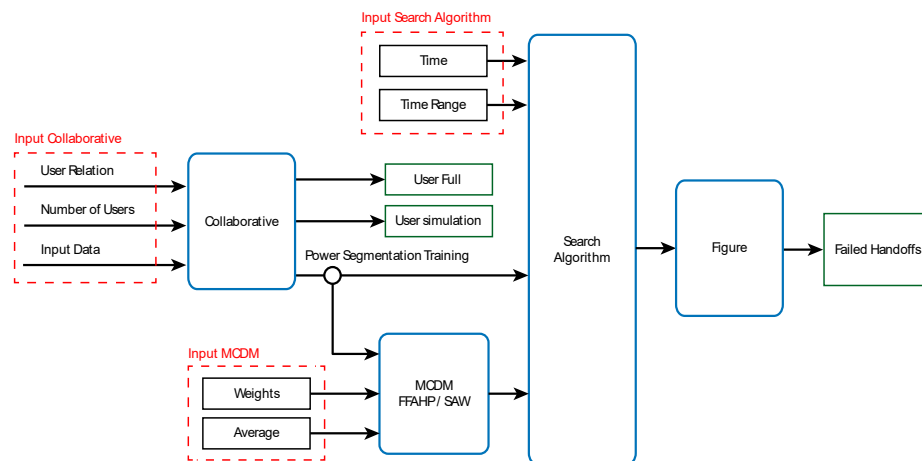 Input Search Algorithm
Time
Time Range
Input Collaborative
User Relation
Number of Users
Input Data
Collaborative
User Full
User simulation
Power Segmentation Training
Search
Algorithm
Figure
Failed Handoffs
Input MCDM
Weights
Average
MCDM
FFAHP/ SAW